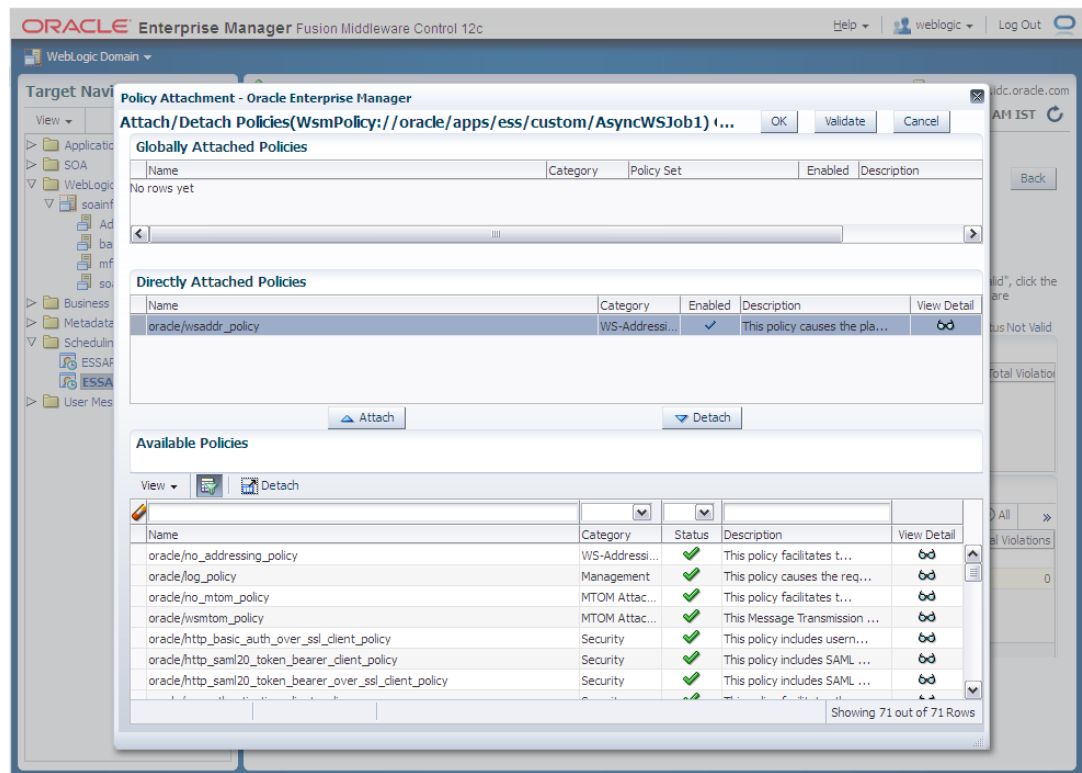 ORACLE Enterprise Manager Fusion Middleware Control 12c
Help weblogic Log Out
WebLogic Domain
Target Navi
idc.oracle.com
View
AM IST
Applicatio
SOA
WebLogic
soainf
Ad
ba
mf
so
Business
Metadata
Schedulin
ESSAP
ESSA
User Mes
Back
lid", click the
are
tus Not Valid
Total Violation
All »
al Violations
0
Policy Attachment - Oracle Enterprise Manager
Attach/Detach Policies(WsmPolicy://oracle/apps/ess/custom/AsyncWSJob1) (... OK Validate Cancel
Globally Attached Policies
Name Category Policy Set Enabled Description
No rows yet
Directly Attached Policies
Name Category Enabled Description View Detail
oracle/wsaddr_policy WS-Addressi... This policy causes the pla...
Attach Detach
Available Policies
View Detach
Name Category Status Description View Detail
oracle/no_addressing_policy WS-Addressi... This policy facilitates t...
oracle/log_policy Management This policy causes the req...
oracle/no_mtom_policy MTOM Attac... This policy facilitates t...
oracle/wsmtom_policy MTOM Attac... This Message Transmission ...
oracle/http_basic_auth_over_ssl_client_policy Security This policy includes usern...
oracle/http_saml20_token_bearer_client_policy Security This policy includes SAML ...
oracle/http_saml20_token_bearer_over_ssl_client_policy Security This policy includes SAML ...
Showing 71 out of 71 Rows